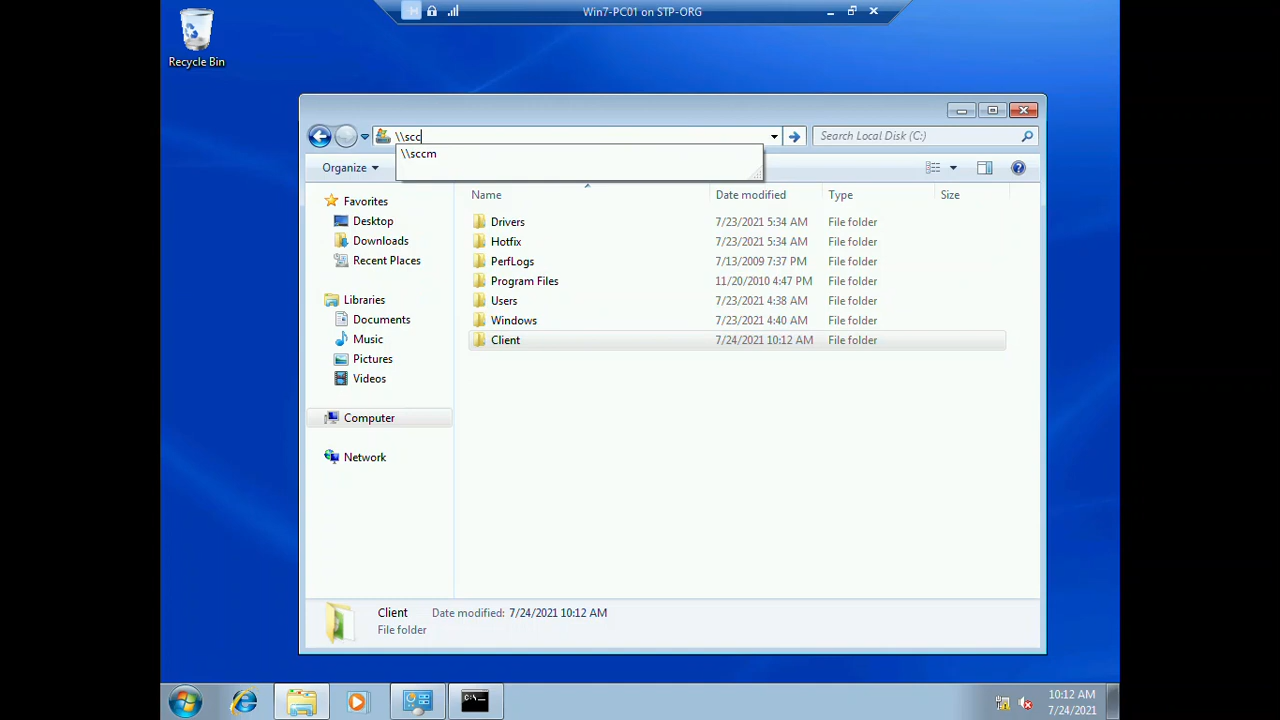 Win7-PC01 on STP-ORG
Recycle Bin
\\scc
Search Local Disk (C:)
\\sccm
Organize
Name Date modified Type Size
Favorites
Desktop
Downloads
Recent Places
Libraries
Documents
Music
Pictures
Videos
Computer
Network
Drivers 7/23/2021 5:34 AM File folder
Hotfix 7/23/2021 5:34 AM File folder
PerfLogs 7/13/2009 7:37 PM File folder
Program Files 11/20/2010 4:47 PM File folder
Users 7/23/2021 4:38 AM File folder
Windows 7/23/2021 4:40 AM File folder
Client 7/24/2021 10:12 AM File folder
Client Date modified: 7/24/2021 10:12 AM
File folder
C:\_
10:12 AM
7/24/2021